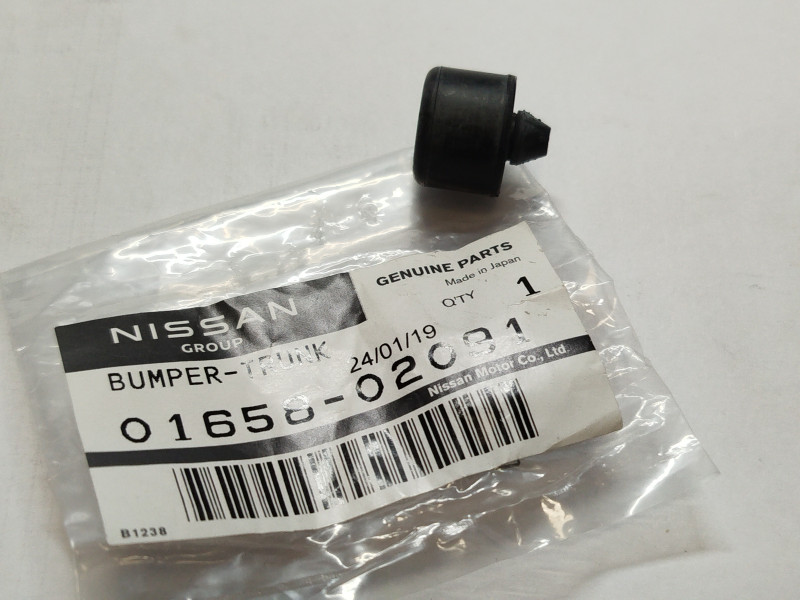 NISSAN
GROUP
GENUINE PARTS
Made in Japan
Q'TY 1
BUMPER-TRUNK
24/01/19
01658-02081
Nissan Motor Co., Ltd.
B1238